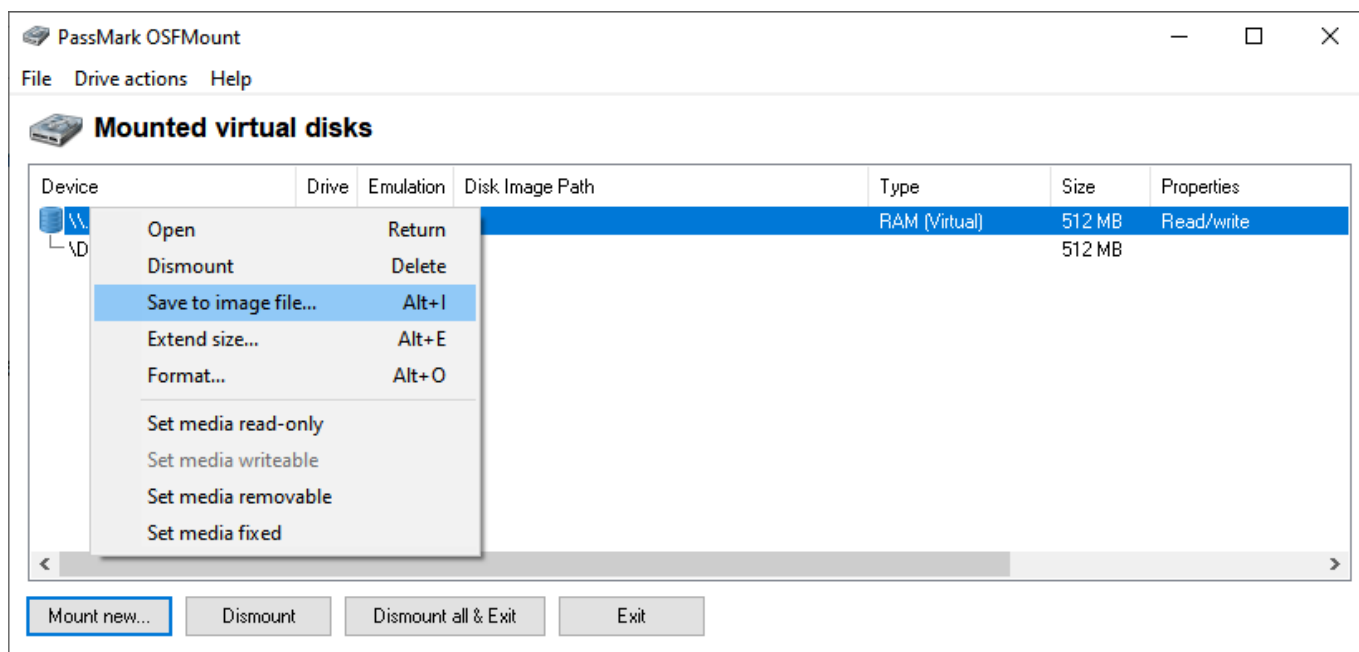 PassMark OSFMount
File Drive actions Help
Mounted virtual disks
Device Drive Emulation Disk Image Path Type Size Properties
\\. RAM (Virtual) 512 MB Read/write
\D 512 MB
Open Return
Dismount Delete
Save to image file... Alt+I
Extend size... Alt+E
Format... Alt+O
Set media read-only
Set media writeable
Set media removable
Set media fixed
Mount new... Dismount Dismount all & Exit Exit